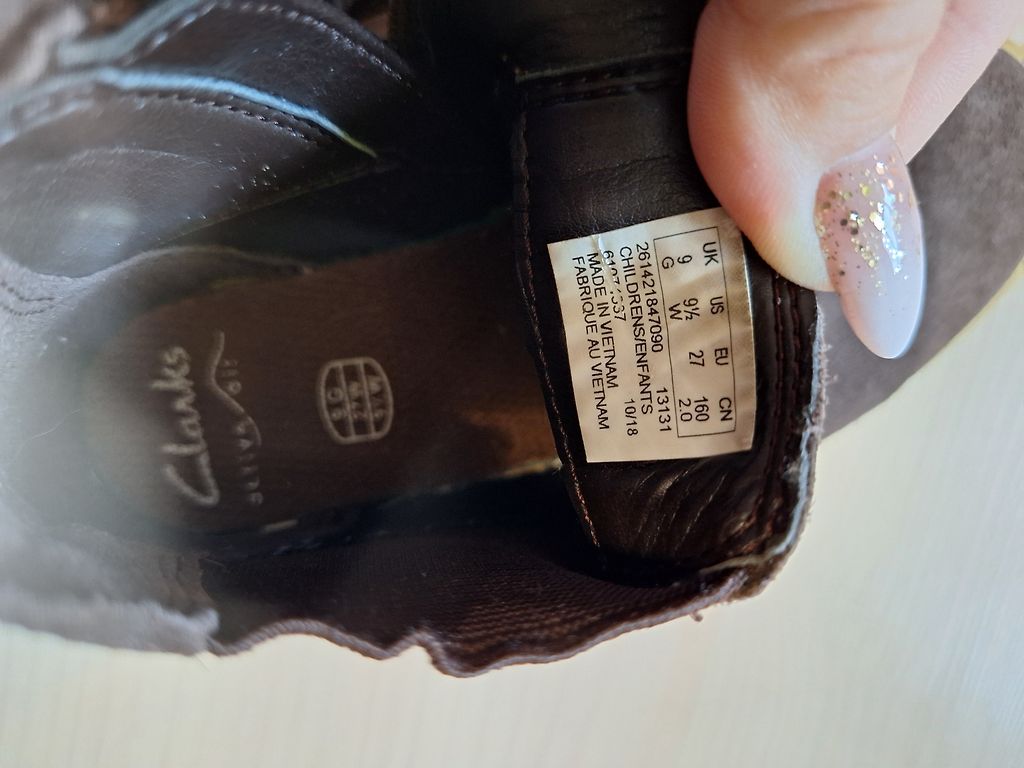 UK US EU CN
9 9½ 27 160
G W 2.0
261421847090 13131
CHILDRENS/ENFANTS
10/18
MADE IN VIETNAM
FABRIQUE AU VIETNAM
Clarks